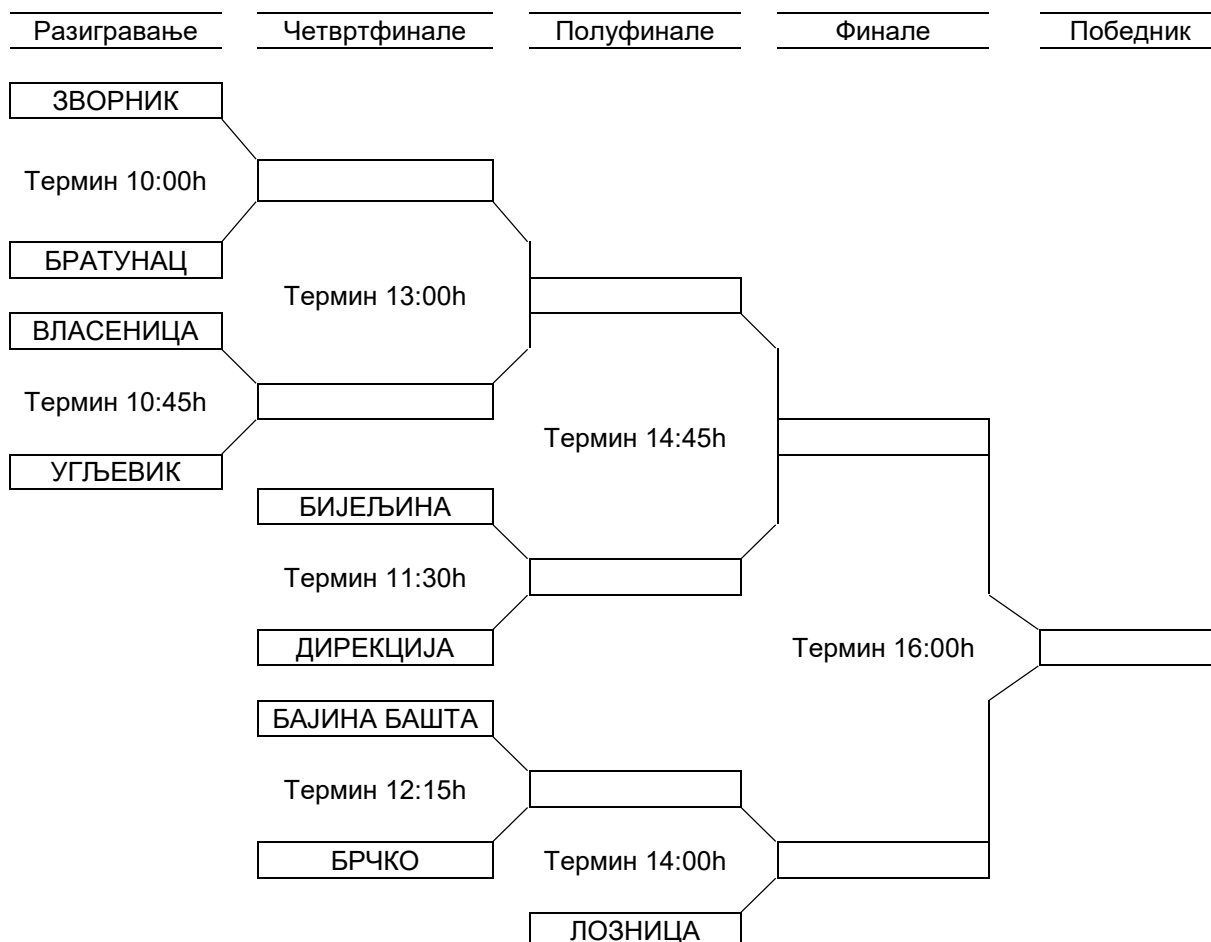 Разигравање Четвртфинале Полуфинале Финале Победник
ЗВОРНИК
Термин 10:00h
БРАТУНАЦ
Термин 13:00h
ВЛАСЕНИЦА
Термин 10:45h
Термин 14:45h
УГЉЕВИК
БИЈЕЉИНА
Термин 11:30h
ДИРЕКЦИЈА
Термин 16:00h
БАЈИНА БАШТА
Термин 12:15h
БРЧКО
Термин 14:00h
ЛОЗНИЦА